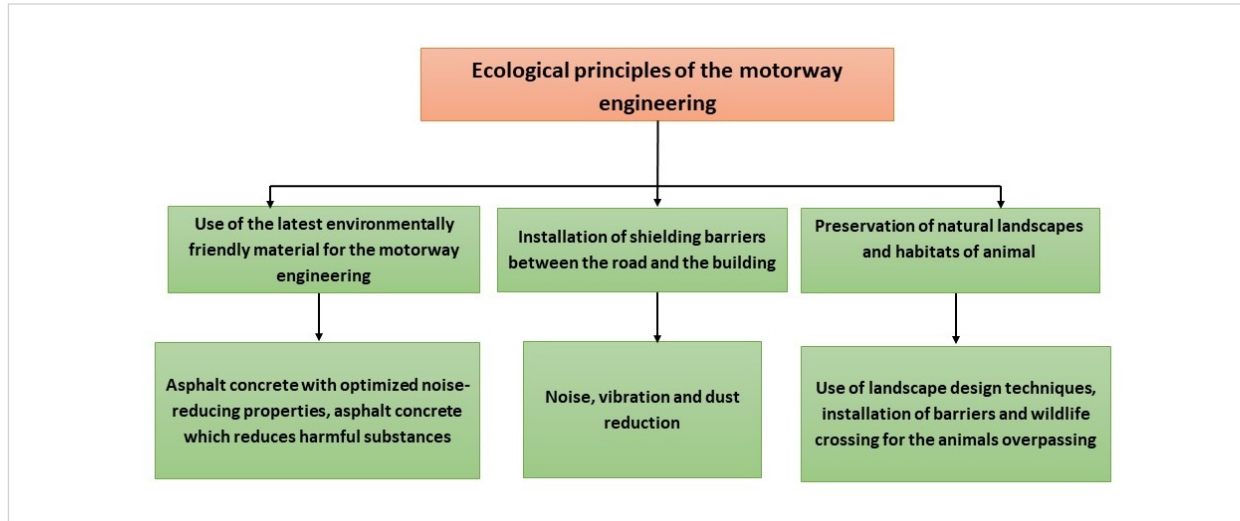 Ecological principles of the motorway
engineering
Use of the latest environmentally
friendly material for the motorway
engineering
Installation of shielding barriers
between the road and the building
Preservation of natural landscapes
and habitats of animal
Asphalt concrete with optimized noise-
reducing properties, asphalt concrete
which reduces harmful substances
Noise, vibration and dust
reduction
Use of landscape design techniques,
installation of barriers and wildlife
crossing for the animals overpassing